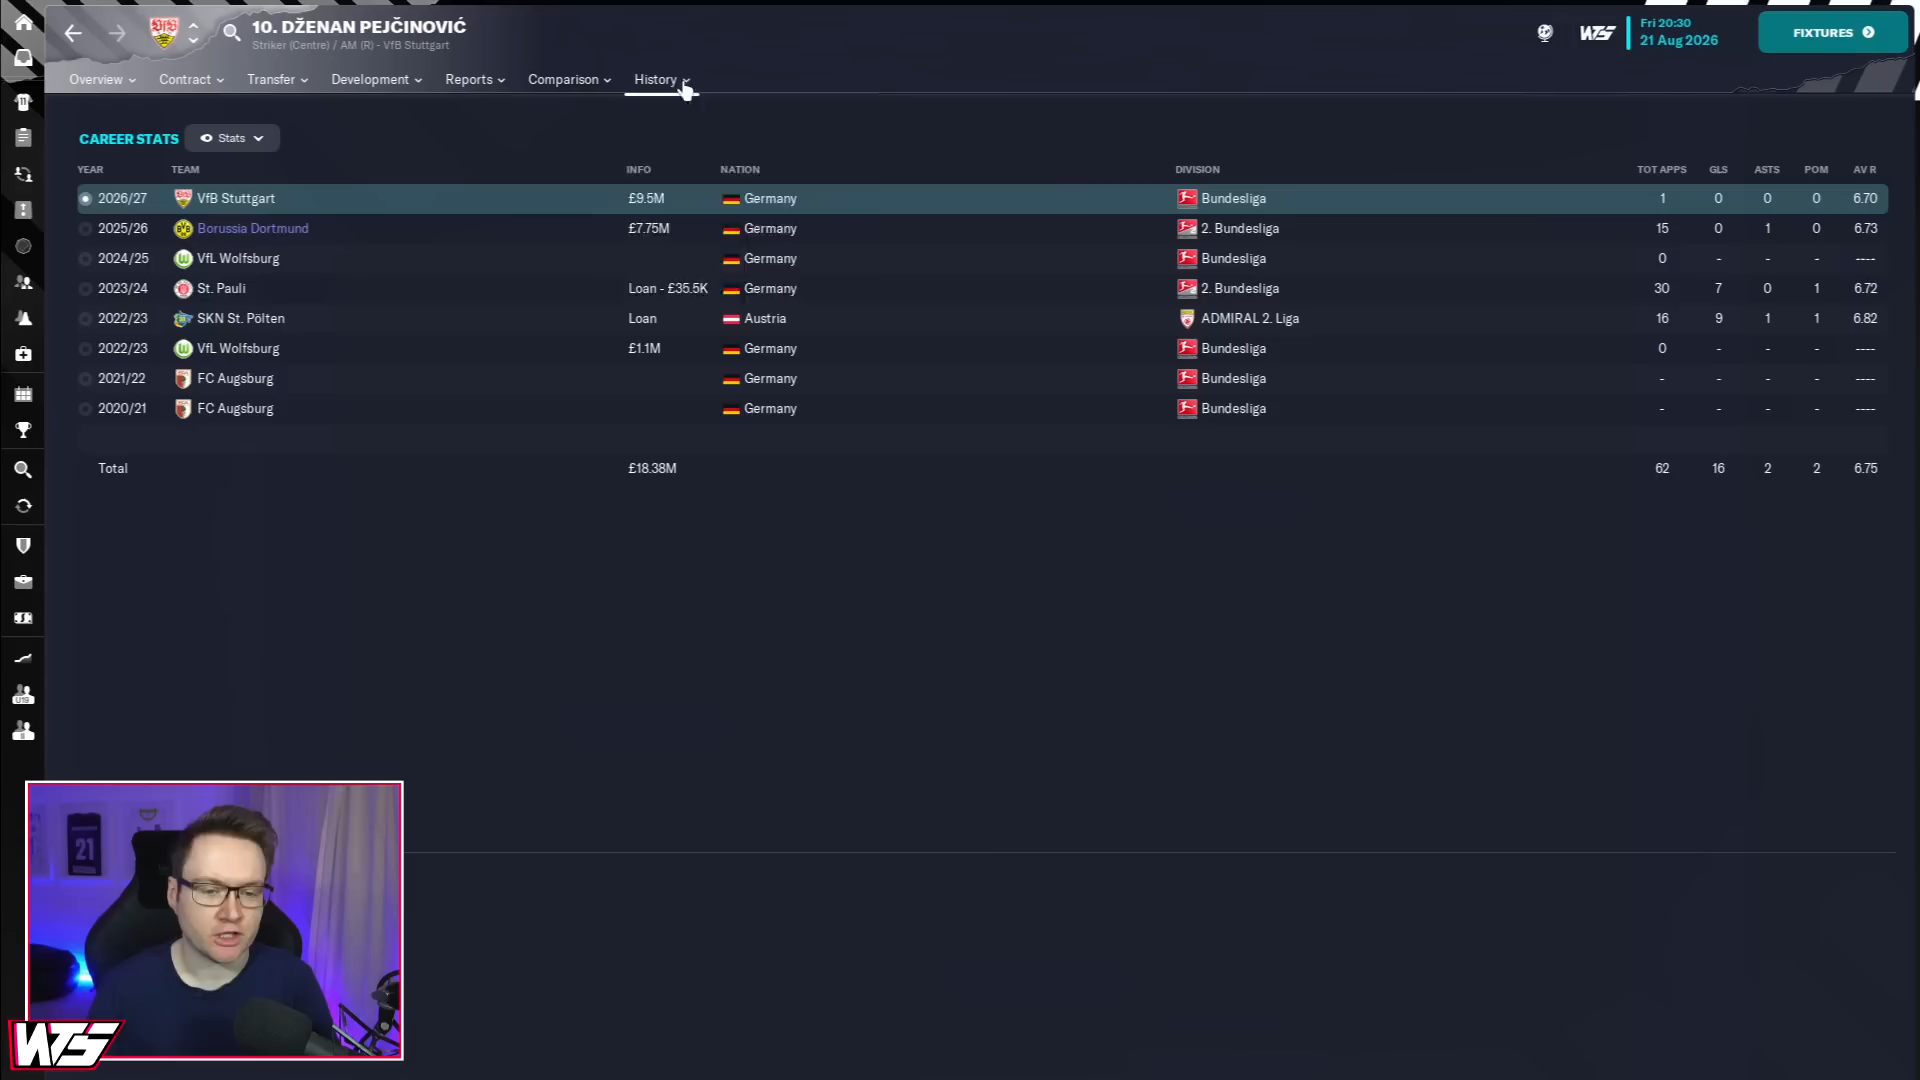 10. DŽENAN PEJČINOVIĆ
Striker (Centre) / AM (R) - VfB Stuttgart
WTS
Fri 20:30
21 Aug 2026
FIXTURES
Overview Contract Transfer Development Reports Comparison History
CAREER STATS Stats
YEAR TEAM INFO NATION DIVISION TOT APPS GLS ASTS POM AV R
2026/27 VfB Stuttgart £9.5M Germany Bundesliga 1 0 0 0 6.70
2025/26 Borussia Dortmund £7.75M Germany 2. Bundesliga 15 0 1 0 6.73
2024/25 VfL Wolfsburg Germany Bundesliga 0 - - - ----
2023/24 St. Pauli Loan - £35.5K Germany 2. Bundesliga 30 7 0 1 6.72
2022/23 SKN St. Pölten Loan Austria ADMIRAL 2. Liga 16 9 1 1 6.82
2022/23 VfL Wolfsburg £1.1M Germany Bundesliga 0 - - - ----
2021/22 FC Augsburg Germany Bundesliga - - - - ----
2020/21 FC Augsburg Germany Bundesliga - - - - ----
Total £18.38M 62 16 2 2 6.75
U19
21
WTS